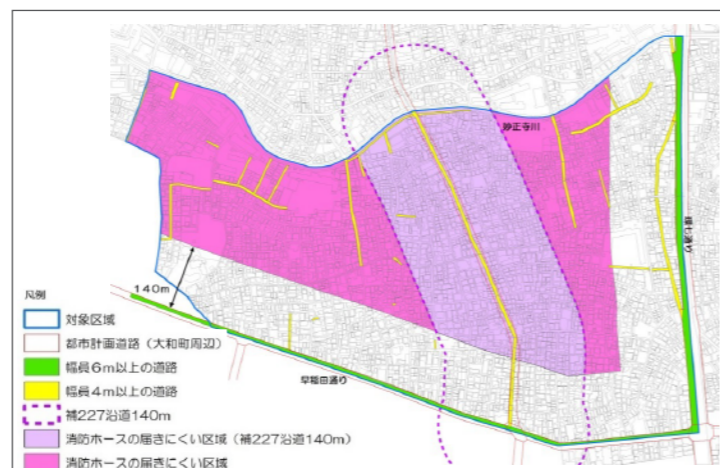 妙正寺川
環七通り
140m
早稲田通り
凡例
対象区域
都市計画道路（大和町周辺）
幅員6m以上の道路
幅員4m以上の道路
補227沿道140m
消防ホースの届きにくい区域（補227沿道140m）
消防ホースの届きにくい区域